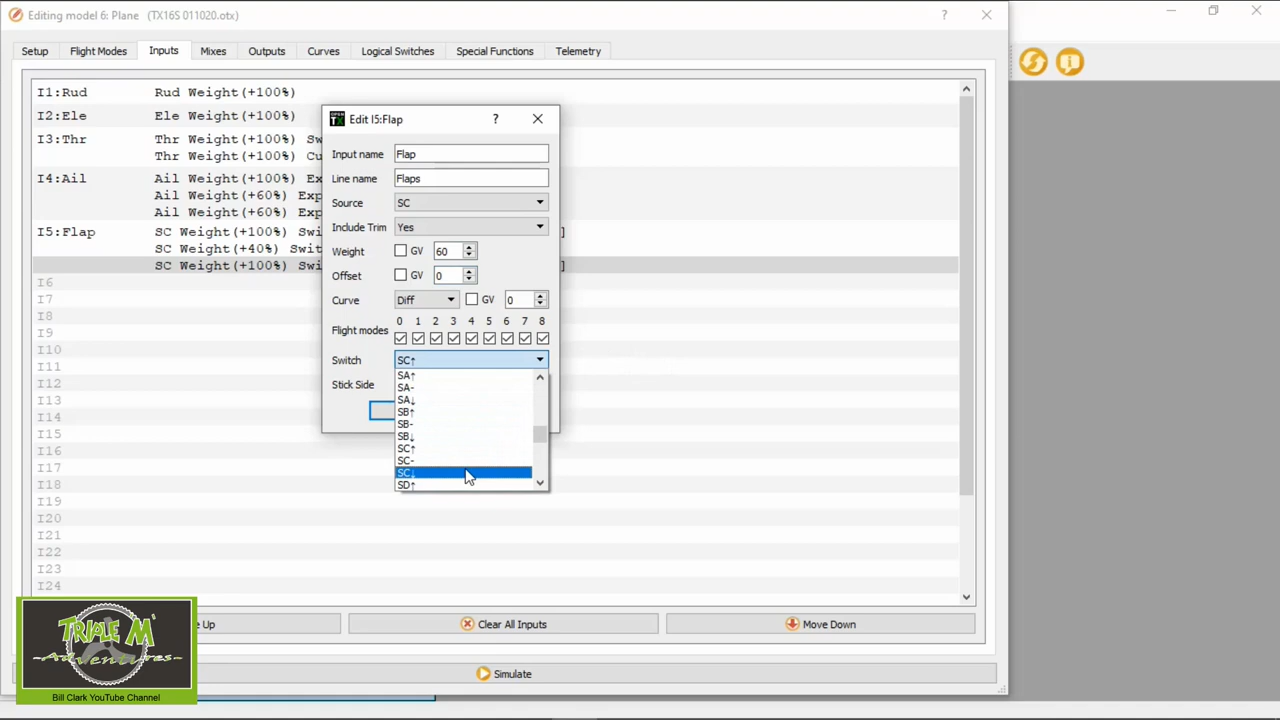 Editing model 6: Plane (TX16S 011020.otx)
?
Setup Flight Modes Inputs Mixes Outputs Curves Logical Switches Special Functions Telemetry
I1:Rud Rud Weight(+100%)
I2:Ele Ele Weight(+100%)
I3:Thr Thr Weight(+100%) Sw
Thr Weight(+100%) Cu
I4:Ail Ail Weight(+100%) Ex
Ail Weight(+60%) Exp
Ail Weight(+60%) Exp
I5:Flap SC Weight(+100%) Swi ]
SC Weight(+40%) Swit
SC Weight(+100%) Swi ]
I6
I7
I8
I9
I10
I11
I12
I13
I14
I15
I16
I17
I18
I19
I20
I21
I22
I23
I24
OPEN TX Edit I5:Flap ?
Input name Flap
Line name Flaps
Source SC
Include Trim Yes
Weight GV 60
Offset GV 0
Curve Diff GV 0
0 1 2 3 4 5 6 7 8
Flight modes
Switch SC↑
Stick Side
SA↑
SA-
SA↓
SB↑
SB-
SB↓
SC↑
SC-
SC↓
SD↑
e Up Clear All Inputs Move Down
Simulate
TRIPLE M'
-Adventures-
Bill Clark YouTube Channel